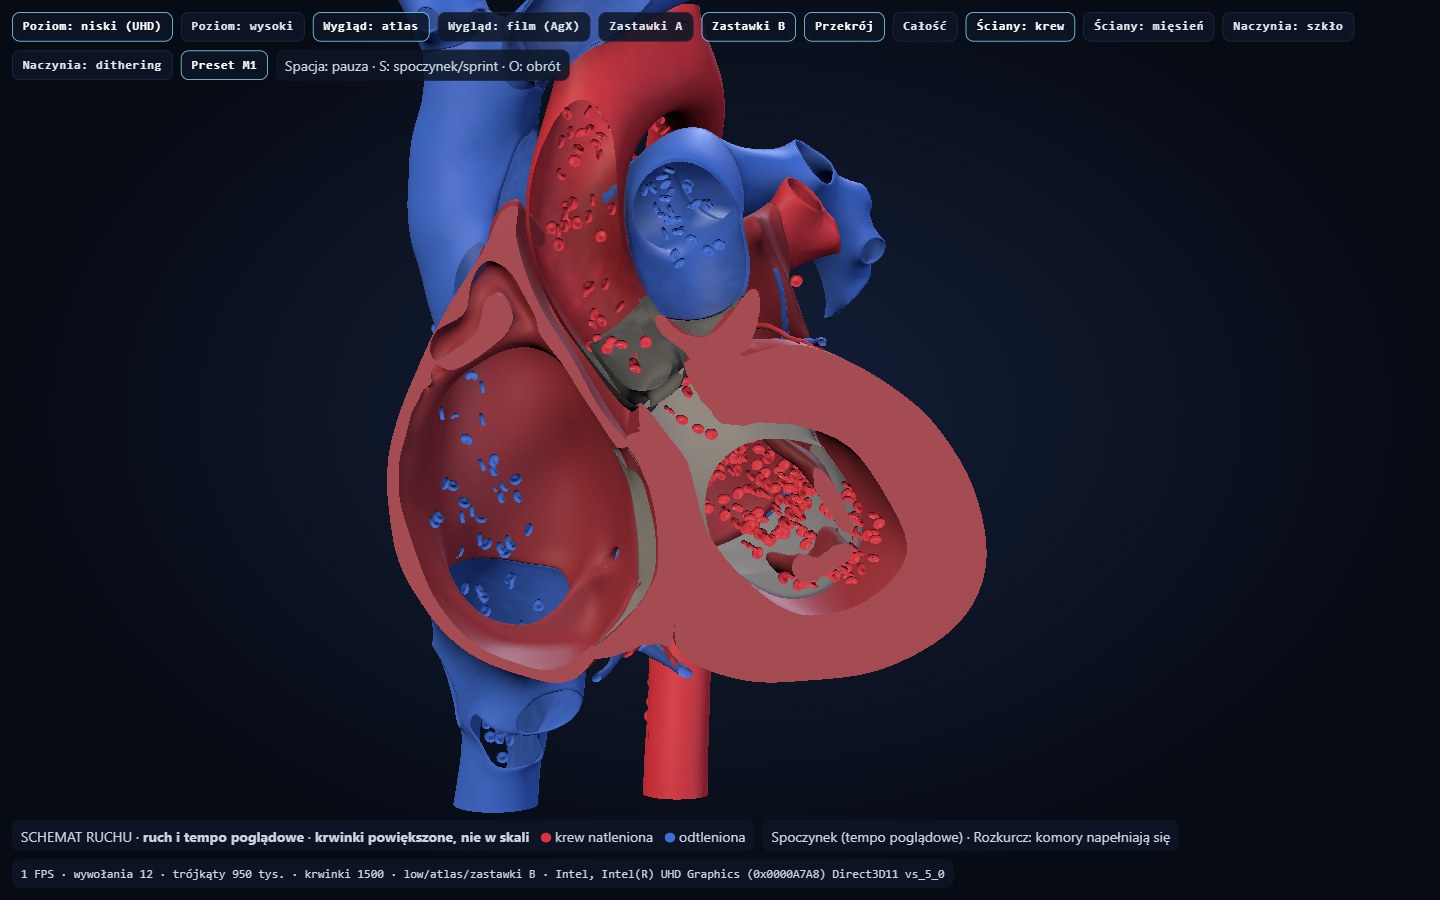 Poziom: niski (UHD) Poziom: wysoki Wygląd: atlas Wygląd: film (AgX) Zastawki A Zastawki B Przekrój Całość Ściany: krew Ściany: mięsień Naczynia: szkło
Naczynia: dithering Preset M1 Spacja: pauza · S: spoczynek/sprint · O: obrót
SCHEMAT RUCHU · ruch i tempo poglądowe · krwinki powiększone, nie w skali krew natleniona odtleniona Spoczynek (tempo poglądowe) · Rozkurcz: komory napełniają się
1 FPS · wywołania 12 · trójkąty 950 tys. · krwinki 1500 · low/atlas/zastawki B · Intel, Intel(R) UHD Graphics (0x0000A7A8) Direct3D11 vs_5_0